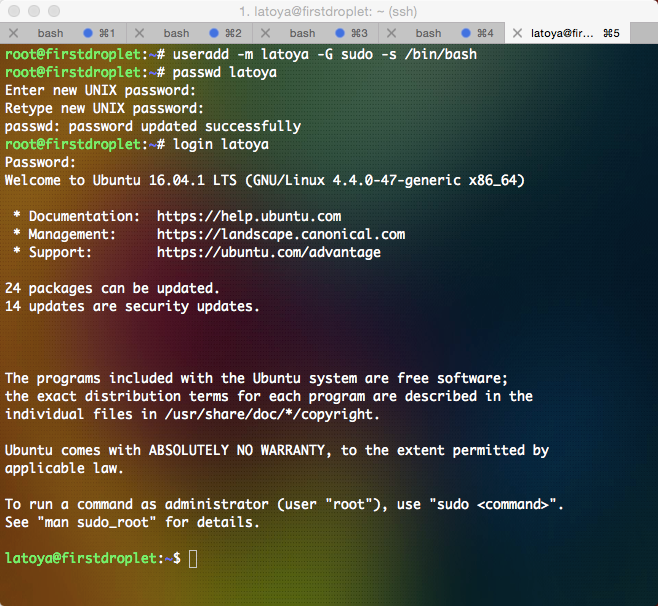 1. latoya@firstdroplet: ~ (ssh)
bash ⌘1 bash ⌘2 bash ⌘3 bash ⌘4 latoya@fir... ⌘5
root@firstdroplet:~# useradd -m latoya -G sudo -s /bin/bash
root@firstdroplet:~# passwd latoya
Enter new UNIX password:
Retype new UNIX password:
passwd: password updated successfully
root@firstdroplet:~# login latoya
Password:
Welcome to Ubuntu 16.04.1 LTS (GNU/Linux 4.4.0-47-generic x86_64)
* Documentation:  https://help.ubuntu.com
* Management:     https://landscape.canonical.com
* Support:        https://ubuntu.com/advantage
24 packages can be updated.
14 updates are security updates.
The programs included with the Ubuntu system are free software;
the exact distribution terms for each program are described in the
individual files in /usr/share/doc/*/copyright.
Ubuntu comes with ABSOLUTELY NO WARRANTY, to the extent permitted by
applicable law.
To run a command as administrator (user "root"), use "sudo <command>".
See "man sudo_root" for details.
latoya@firstdroplet:~$